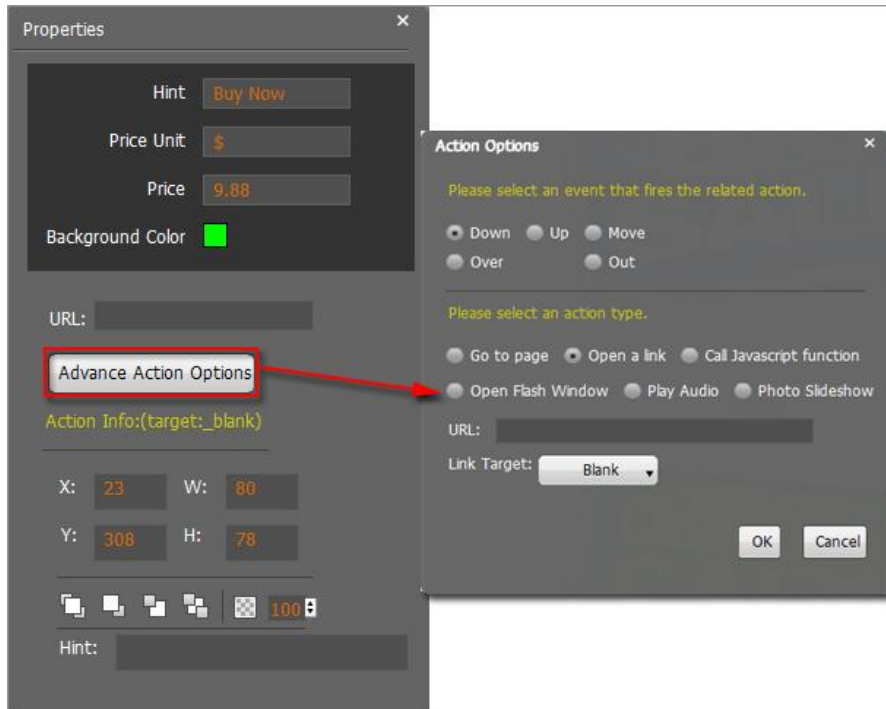 Properties
Hint Buy Now
Price Unit $
Price 9.88
Background Color
URL:
Advance Action Options
Action Info:(target:_blank)
X: 23 W: 80
Y: 308 H: 78
100
Hint:
Action Options
Please select an event that fires the related action.
Down Up Move
Over Out
Please select an action type.
Go to page Open a link Call Javascript function
Open Flash Window Play Audio Photo Slideshow
URL:
Link Target: Blank
OK Cancel